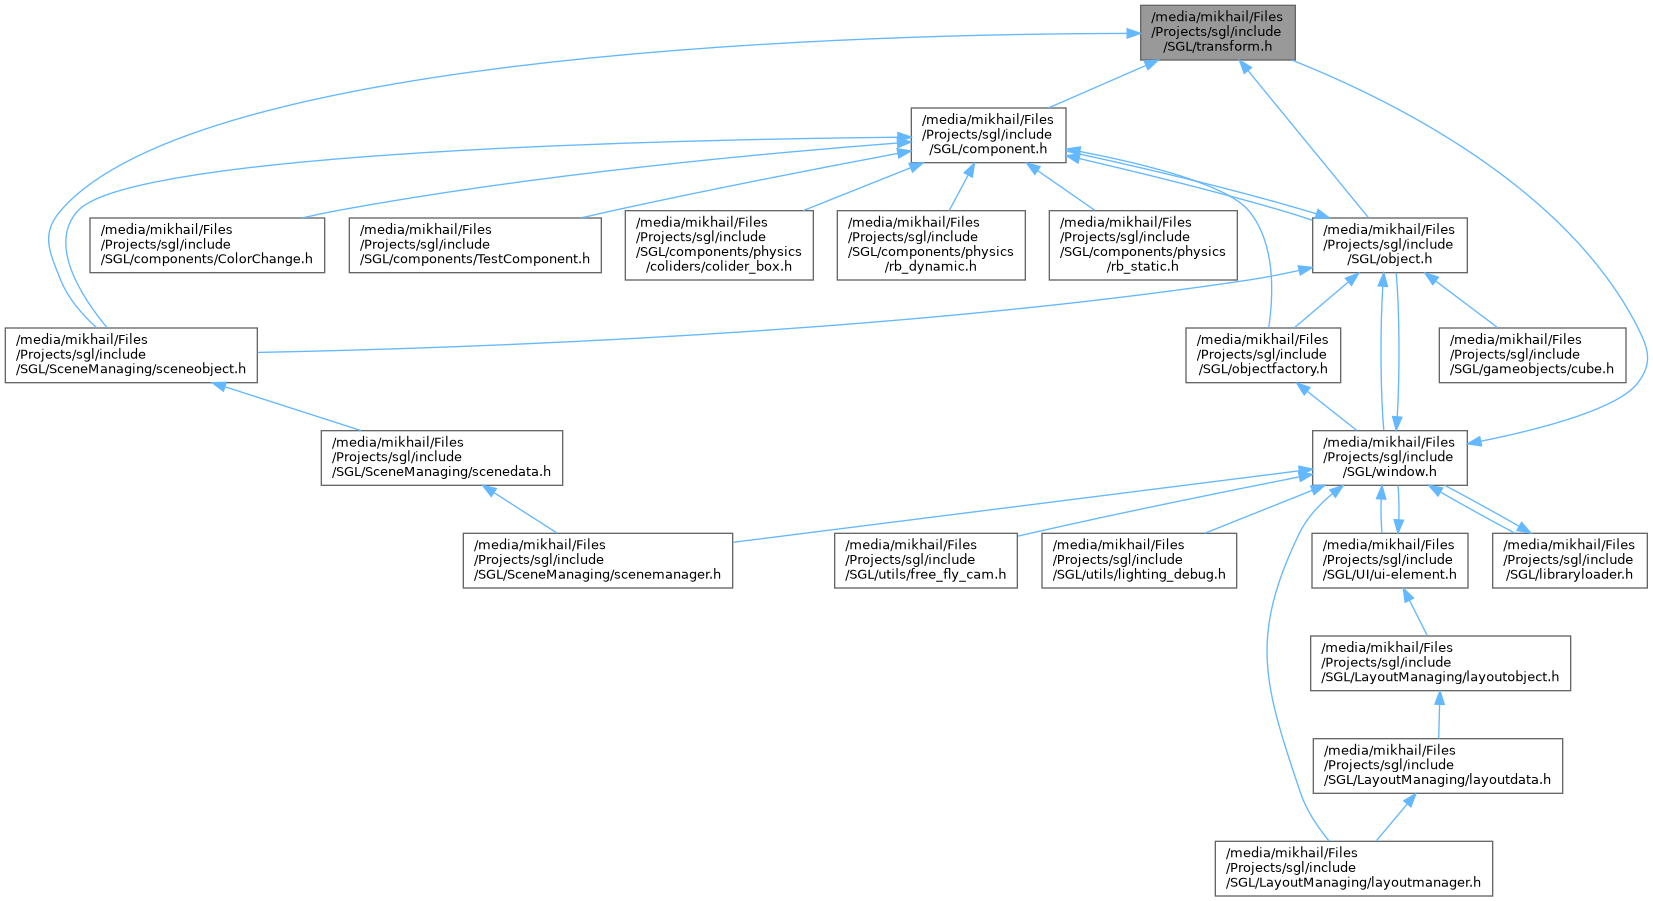 /media/mikhail/Files
/Projects/sgl/include
/SGL/transform.h
/media/mikhail/Files
/Projects/sgl/include
/SGL/component.h
/media/mikhail/Files
/Projects/sgl/include
/SGL/components/ColorChange.h
/media/mikhail/Files
/Projects/sgl/include
/SGL/components/TestComponent.h
/media/mikhail/Files
/Projects/sgl/include
/SGL/components/physics
/coliders/colider_box.h
/media/mikhail/Files
/Projects/sgl/include
/SGL/components/physics
/rb_dynamic.h
/media/mikhail/Files
/Projects/sgl/include
/SGL/components/physics
/rb_static.h
/media/mikhail/Files
/Projects/sgl/include
/SGL/object.h
/media/mikhail/Files
/Projects/sgl/include
/SGL/SceneManaging/sceneobject.h
/media/mikhail/Files
/Projects/sgl/include
/SGL/objectfactory.h
/media/mikhail/Files
/Projects/sgl/include
/SGL/gameobjects/cube.h
/media/mikhail/Files
/Projects/sgl/include
/SGL/SceneManaging/scenedata.h
/media/mikhail/Files
/Projects/sgl/include
/SGL/window.h
/media/mikhail/Files
/Projects/sgl/include
/SGL/SceneManaging/scenemanager.h
/media/mikhail/Files
/Projects/sgl/include
/SGL/utils/free_fly_cam.h
/media/mikhail/Files
/Projects/sgl/include
/SGL/utils/lighting_debug.h
/media/mikhail/Files
/Projects/sgl/include
/SGL/UI/ui-element.h
/media/mikhail/Files
/Projects/sgl/include
/SGL/libraryloader.h
/media/mikhail/Files
/Projects/sgl/include
/SGL/LayoutManaging/layoutobject.h
/media/mikhail/Files
/Projects/sgl/include
/SGL/LayoutManaging/layoutdata.h
/media/mikhail/Files
/Projects/sgl/include
/SGL/LayoutManaging/layoutmanager.h